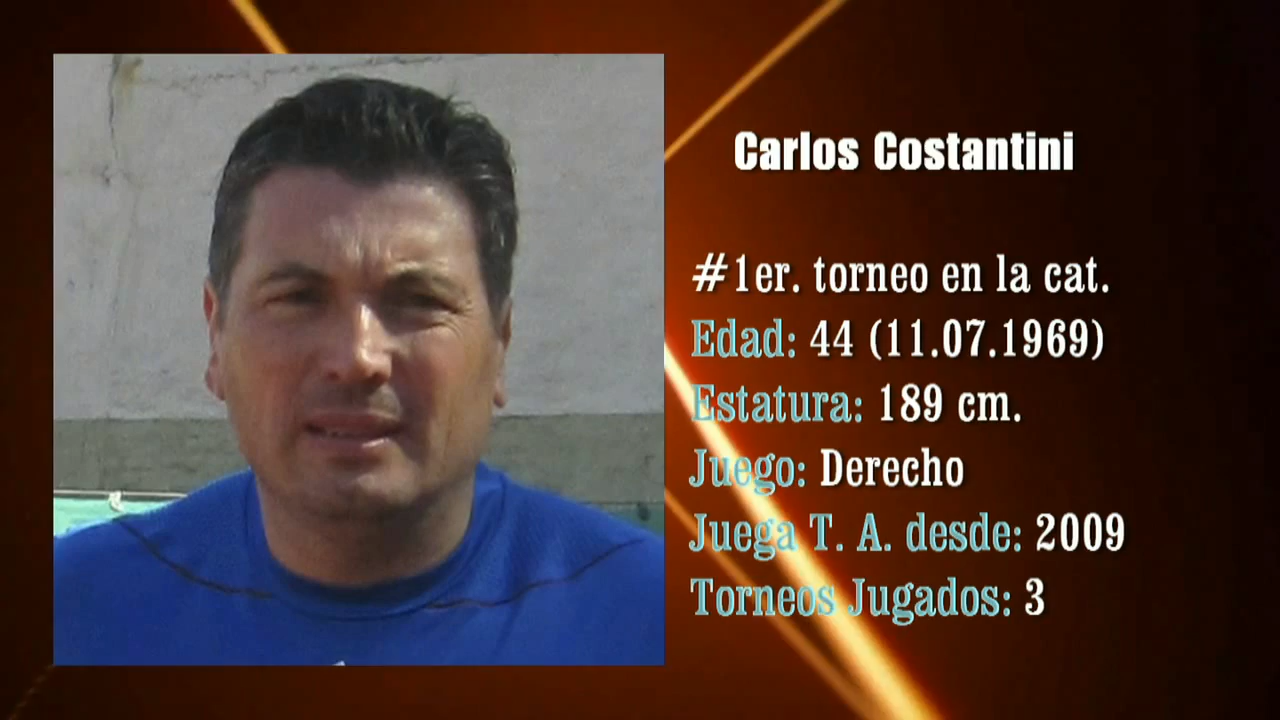 Carlos Costantini
#1er. torneo en la cat.
Edad: 44 (11.07.1969)
Estatura: 189 cm.
Juego: Derecho
Juega T. A. desde: 2009
Torneos Jugados: 3